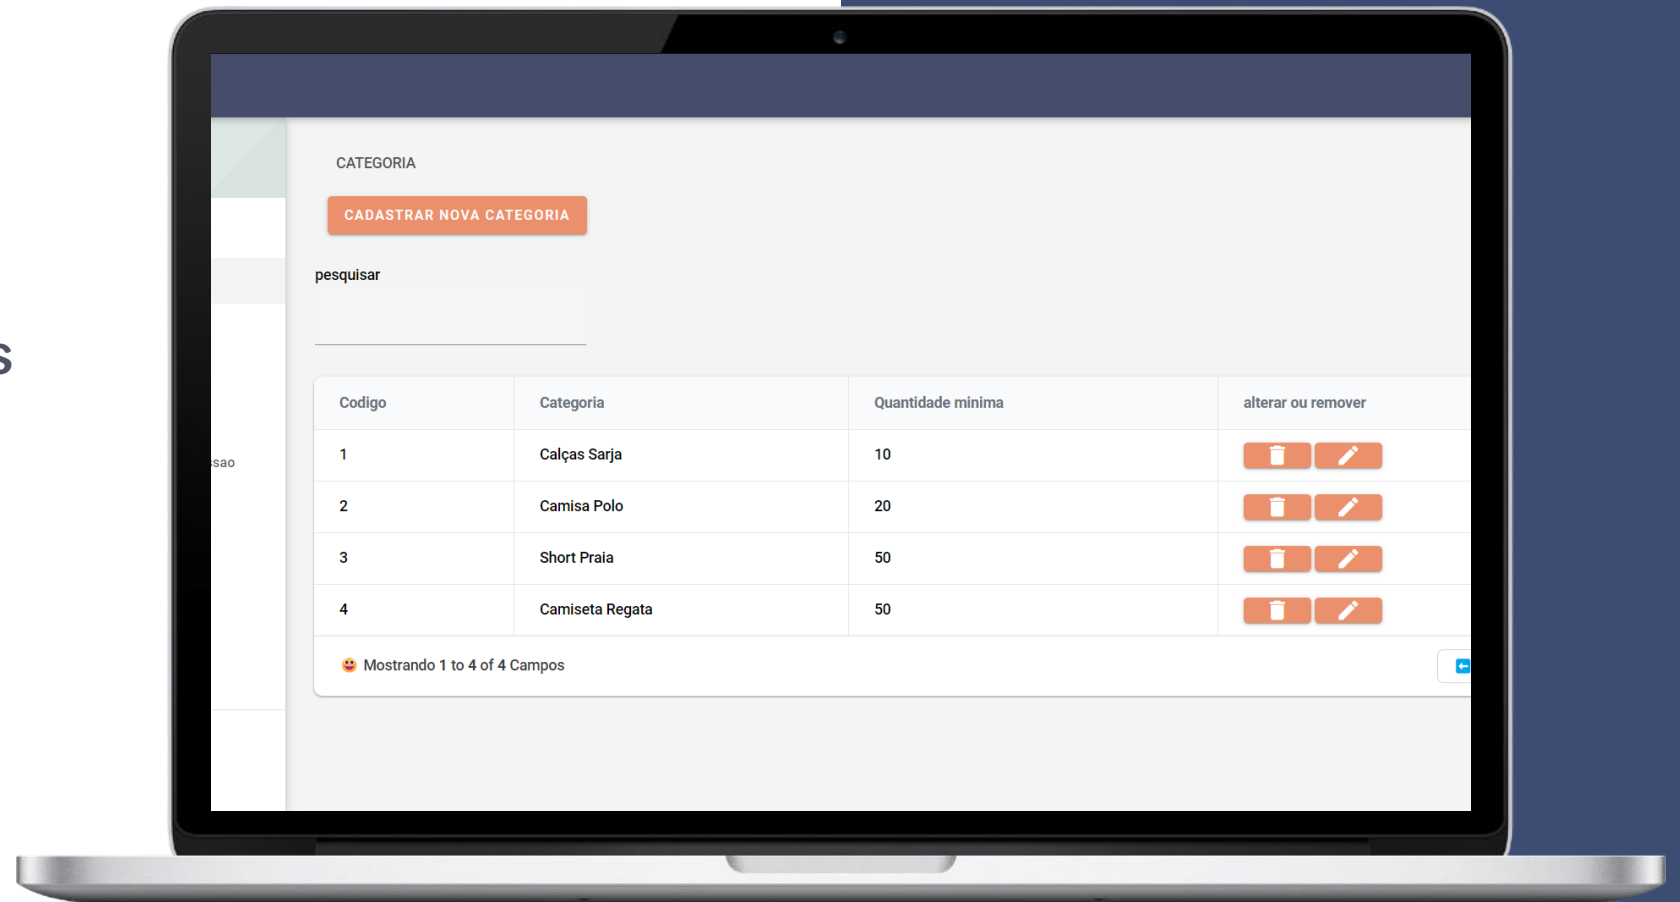 CATEGORIA
CADASTRAR NOVA CATEGORIA
pesquisar
s
ssao
Codigo Categoria Quantidade minima alterar ou remover
1 Calças Sarja 10
2 Camisa Polo 20
3 Short Praia 50
4 Camiseta Regata 50
Mostrando 1 to 4 of 4 Campos